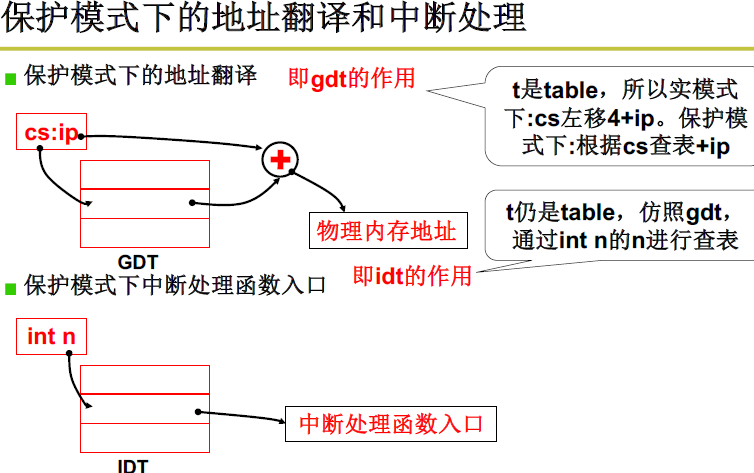 保护模式下的地址翻译和中断处理
保护模式下的地址翻译
即gdt的作用
t是table，所以实模式
下:cs左移4+ip。保护模
式下:根据cs查表+ip
cs:ip
物理内存地址
GDT
t仍是table，仿照gdt，
通过int n的n进行查表
即idt的作用
保护模式下中断处理函数入口
int n
中断处理函数入口
IDT